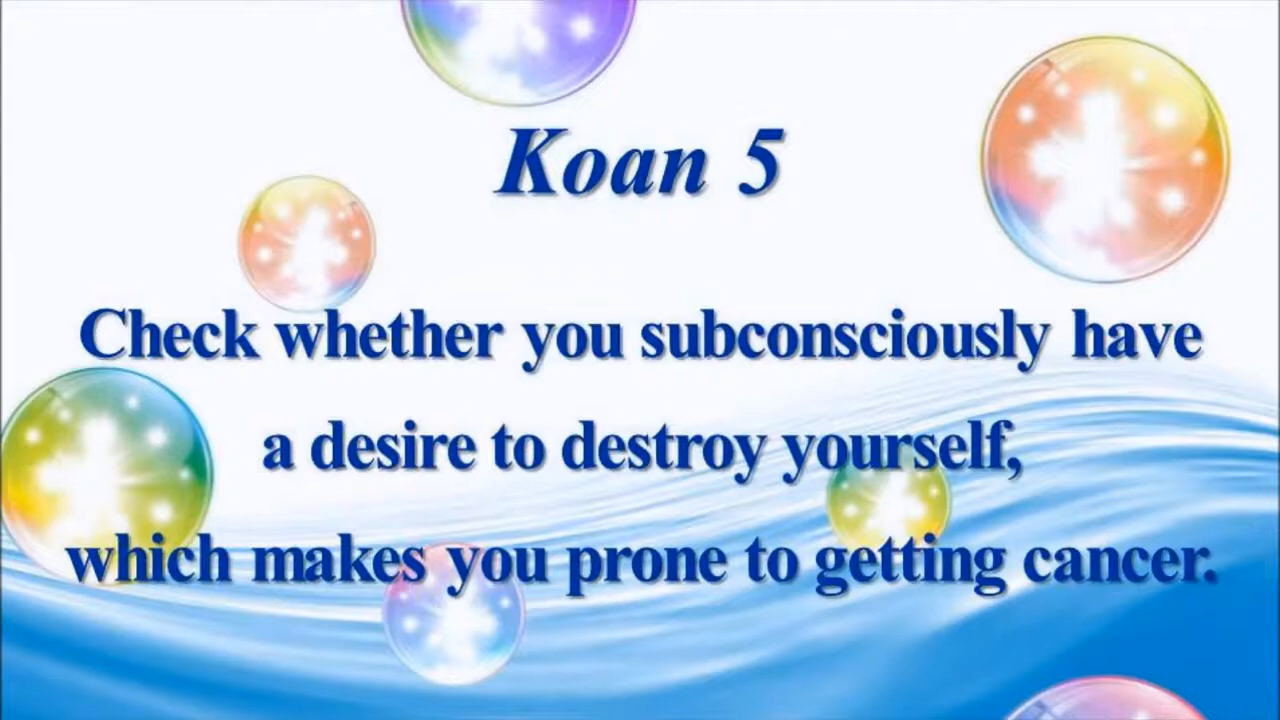 Koan 5
Check whether you subconsciously have
a desire to destroy yourself,
which makes you prone to getting cancer.